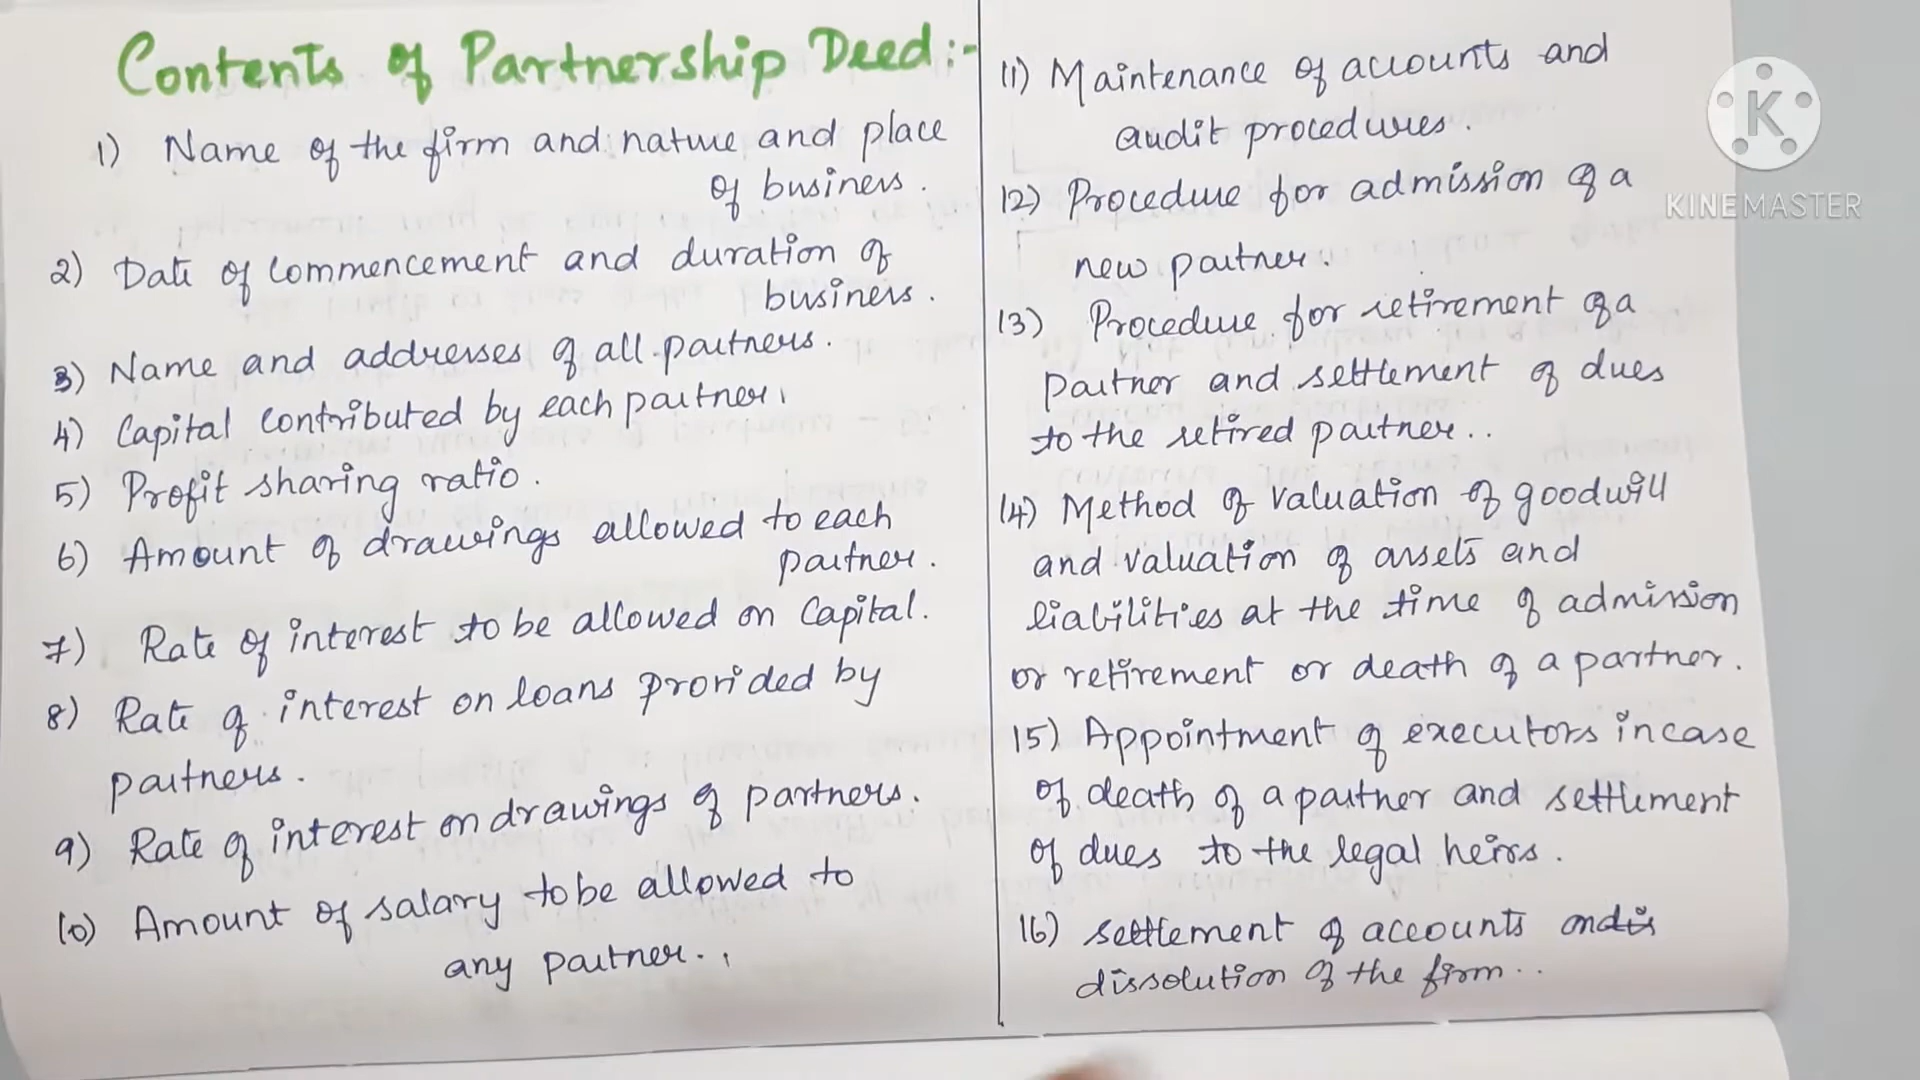 Contents of Partnership Deed:-
1) Name of the firm and nature and place
of business.
2) Date of Commencement and duration of
business.
3) Name and addresses of all partners.
4) Capital Contributed by each partner.
5) Profit sharing ratio.
6) Amount of drawings allowed to each
partner.
7) Rate of interest to be allowed on Capital.
8) Rate of interest on loans provided by
partners.
9) Rate of interest on drawings of partners.
10) Amount of salary to be allowed to
any partner..
11) Maintenance of accounts and
audit procedures.
12) Procedure for admission of a
new partner.
13) Procedure for retirement of a
partner and settlement of dues
to the retired partner..
14) Method of Valuation of goodwill
and valuation of assets and
liabilities at the time of admission
or retirement or death of a partner.
15) Appointment of executors incase
of death of a partner and settlement
of dues to the legal heirs.
16) settlement of accounts
dissolution of the firm..
K
KINEMASTER